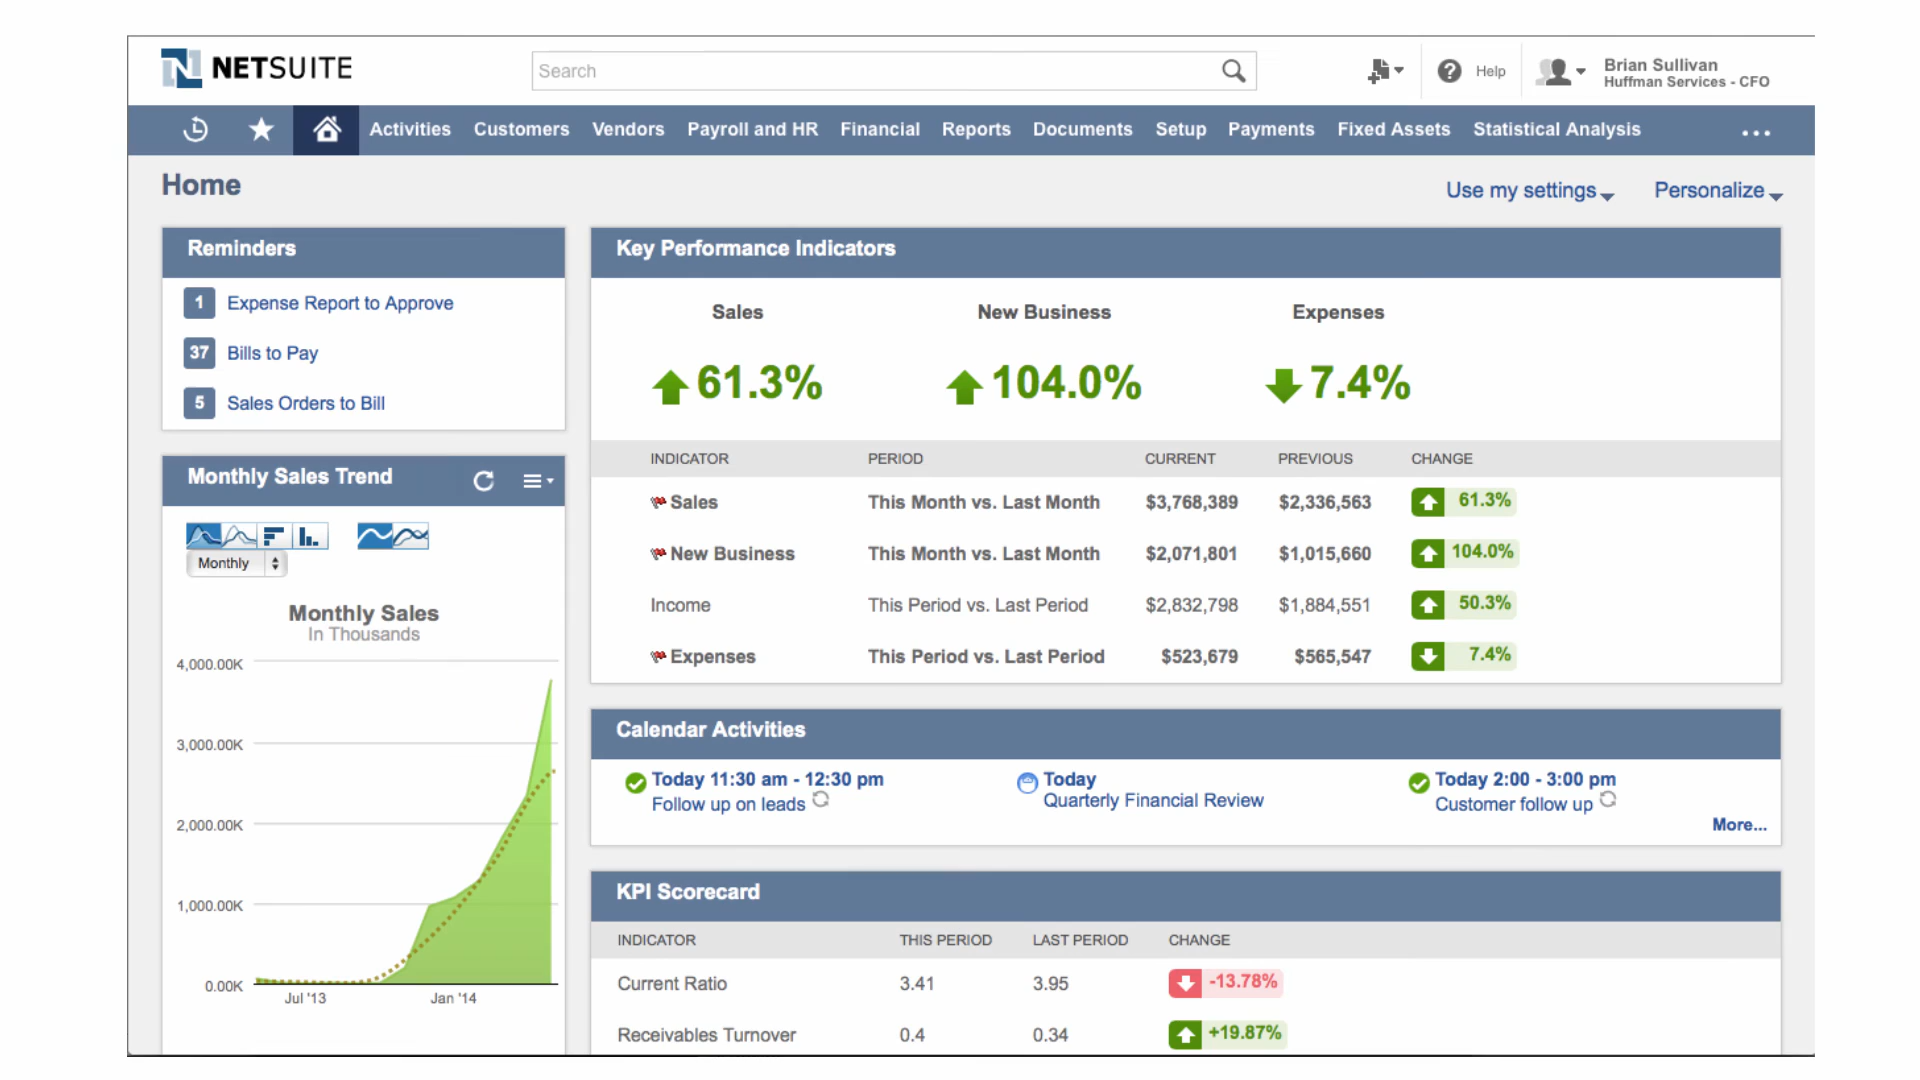 NETSUITE
Search
Help
Brian Sullivan
Huffman Services - CFO
Activities Customers Vendors Payroll and HR Financial Reports Documents Setup Payments Fixed Assets Statistical Analysis ...
Home
Use my settings
Personalize
Reminders
1 Expense Report to Approve
37 Bills to Pay
5 Sales Orders to Bill
Monthly Sales Trend
Monthly
Monthly Sales
In Thousands
4,000.00K
3,000.00K
2,000.00K
1,000.00K
0.00K
Jul '13 Jan '14
Key Performance Indicators
Sales New Business Expenses
61.3% 104.0% 7.4%
INDICATOR PERIOD CURRENT PREVIOUS CHANGE
Sales This Month vs. Last Month $3,768,389 $2,336,563 61.3%
New Business This Month vs. Last Month $2,071,801 $1,015,660 104.0%
Income This Period vs. Last Period $2,832,798 $1,884,551 50.3%
Expenses This Period vs. Last Period $523,679 $565,547 7.4%
Calendar Activities
Today 11:30 am - 12:30 pm
Follow up on leads
Today
Quarterly Financial Review
Today 2:00 - 3:00 pm
Customer follow up
More...
KPI Scorecard
INDICATOR THIS PERIOD LAST PERIOD CHANGE
Current Ratio 3.41 3.95 -13.78%
Receivables Turnover 0.4 0.34 +19.87%